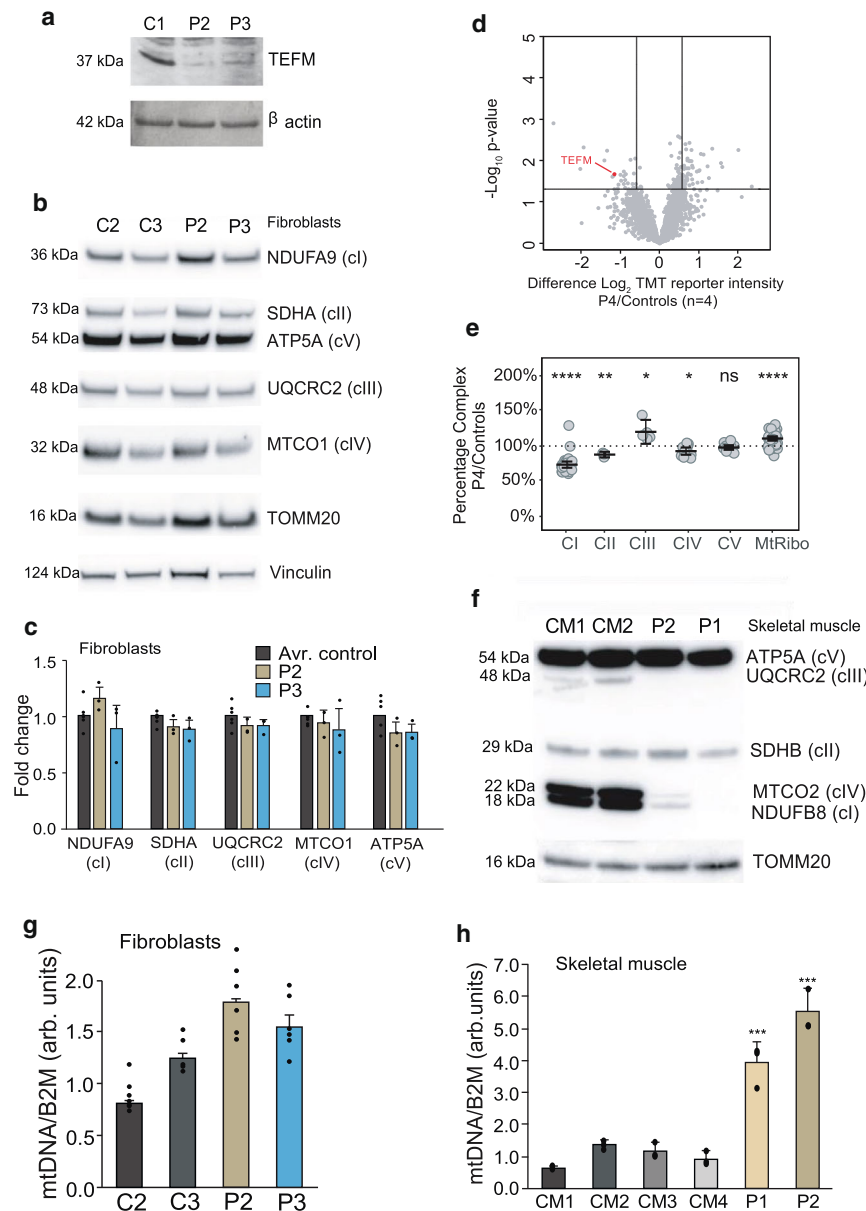 a
C1 P2 P3
37 kDa TEFM
42 kDa β actin
b
C2 C3 P2 P3 Fibroblasts
36 kDa NDUFA9 (cI)
73 kDa SDHA (cII)
54 kDa ATP5A (cV)
48 kDa UQCRC2 (cIII)
32 kDa MTCO1 (cIV)
16 kDa TOMM20
124 kDa Vinculin
c
Fibroblasts
Avr. control
P2
P3
Fold change
1.5
1.0
0.5
0.0
NDUFA9 SDHA UQCRC2 MTCO1 ATP5A
(cI) (cII) (cIII) (cIV) (cV)
d
-Log10 p-value
5
4
3
2
1
0
TEFM
-2 -1 0 1 2
Difference Log2 TMT reporter intensity
P4/Controls (n=4)
e
Percentage Complex
P4/Controls
200%
150%
100%
50%
0%
**** ** * * ns ****
CI CII CIII CIV CV MtRibo
f
CM1 CM2 P2 P1 Skeletal muscle
54 kDa ATP5A (cV)
48 kDa UQCRC2 (cIII)
29 kDa SDHB (cII)
22 kDa MTCO2 (cIV)
18 kDa NDUFB8 (cI)
16 kDa TOMM20
g
Fibroblasts
mtDNA/B2M (arb. units)
2.0
1.5
1.0
0.5
0.0
C2 C3 P2 P3
h
Skeletal muscle
mtDNA/B2M (arb.units)
7.0
6.0
5.0
4.0
3.0
2.0
1.0
0.0
*** ***
CM1 CM2 CM3 CM4 P1 P2